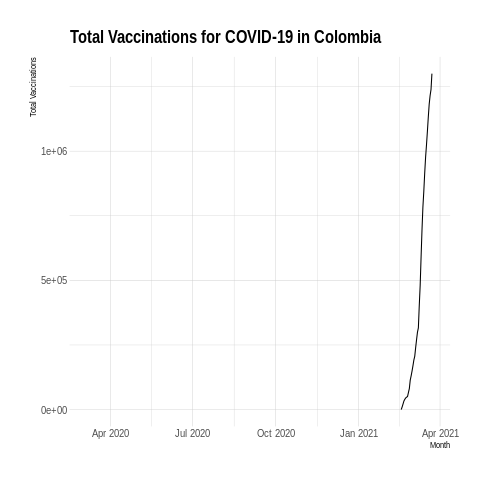 Total Vaccinations for COVID-19 in Colombia
Total Vaccinations
1e+06
5e+05
0e+00
Apr 2020 Jul 2020 Oct 2020 Jan 2021 Apr 2021
Month